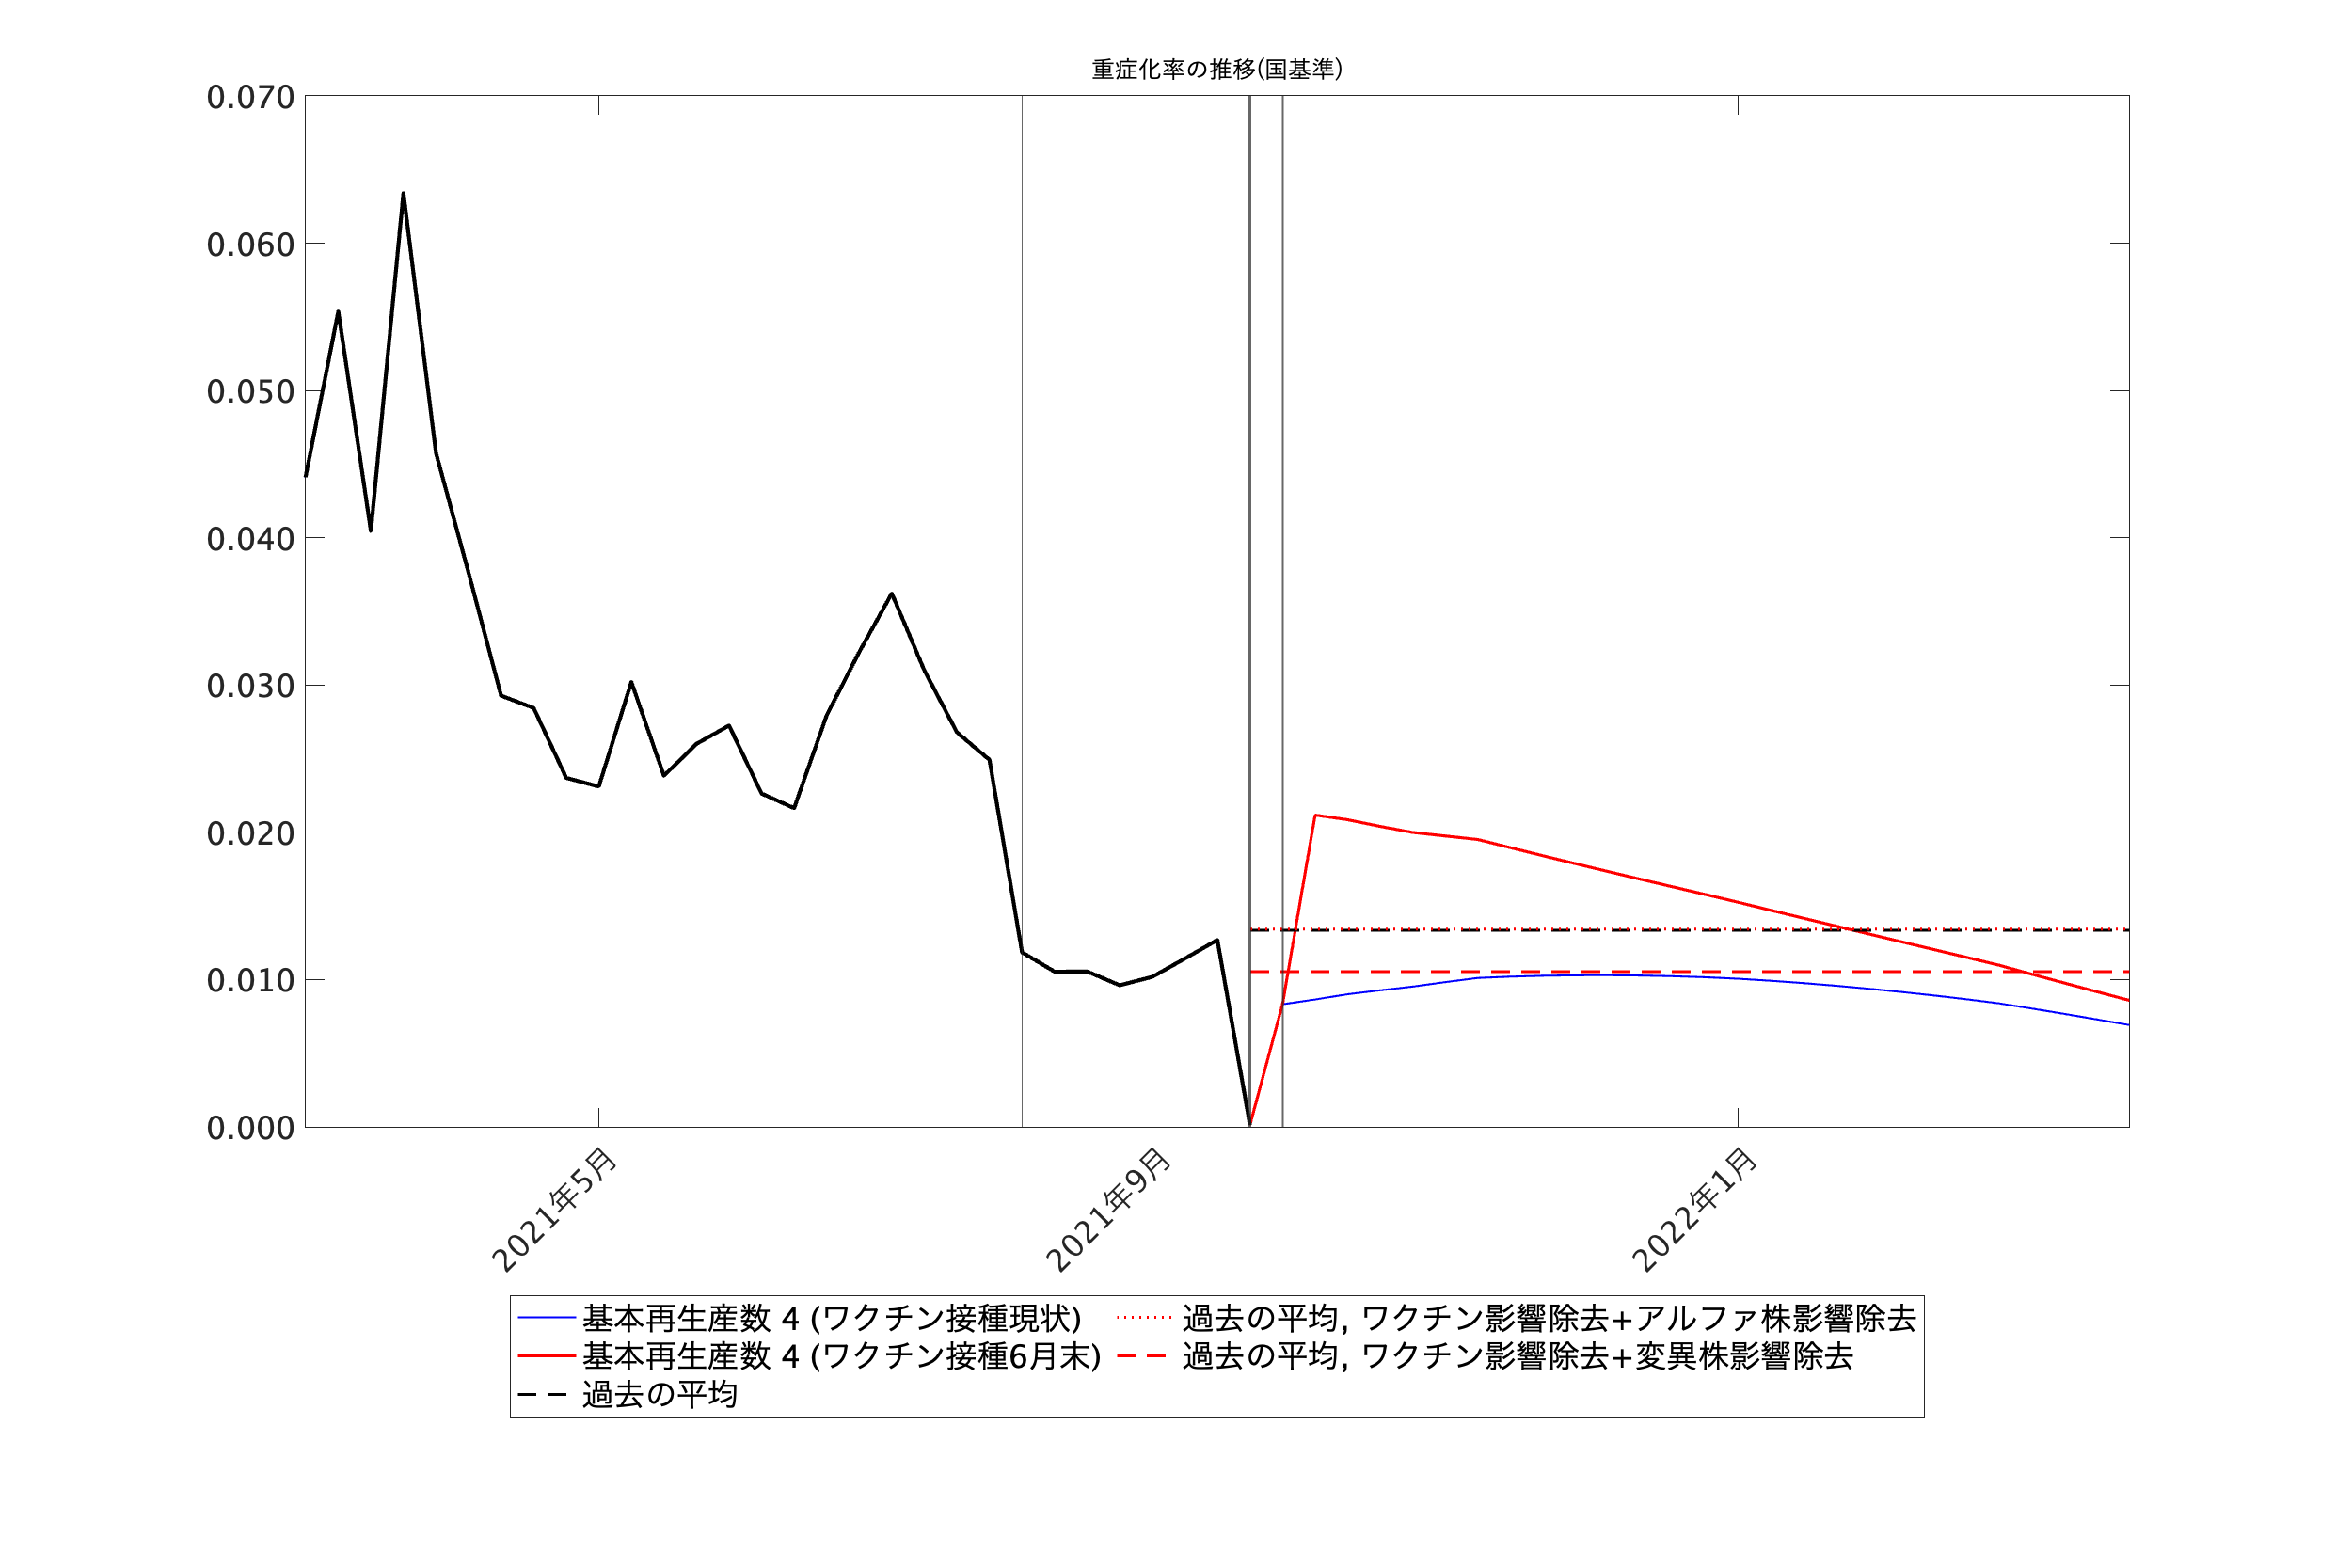 重症化率の推移(国基準)
0.070
0.060
0.050
0.040
0.030
0.020
0.010
0.000
2021年5月
2021年9月
2022年1月
基本再生産数 4 (ワクチン接種現状)
基本再生産数 4 (ワクチン接種6月末)
過去の平均
過去の平均, ワクチン影響除去+アルファ株影響除去
過去の平均, ワクチン影響除去+変異株影響除去